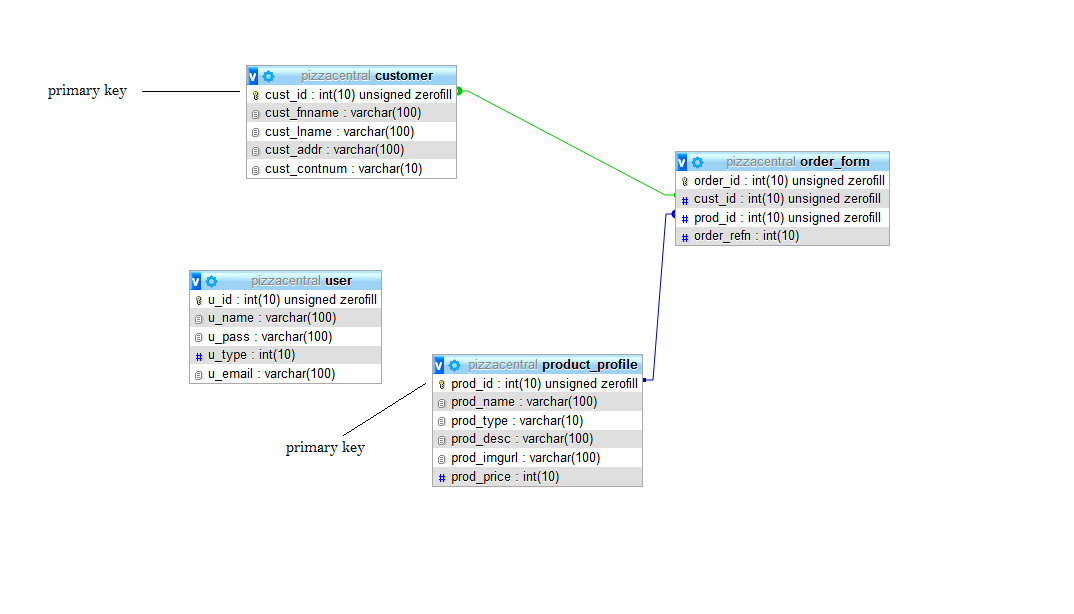 pizzacentral customer
primary key
cust_id : int(10) unsigned zerofill
cust_fnname : varchar(100)
cust_lname : varchar(100)
cust_addr : varchar(100)
cust_contnum : varchar(10)
pizzacentral order_form
order_id : int(10) unsigned zerofill
cust_id : int(10) unsigned zerofill
prod_id : int(10) unsigned zerofill
order_refn : int(10)
pizzacentral user
u_id : int(10) unsigned zerofill
u_name : varchar(100)
u_pass : varchar(100)
u_type : int(10)
u_email : varchar(100)
pizzacentral product_profile
prod_id : int(10) unsigned zerofill
prod_name : varchar(100)
prod_type : varchar(10)
prod_desc : varchar(100)
prod_imgurl : varchar(100)
prod_price : int(10)
primary key